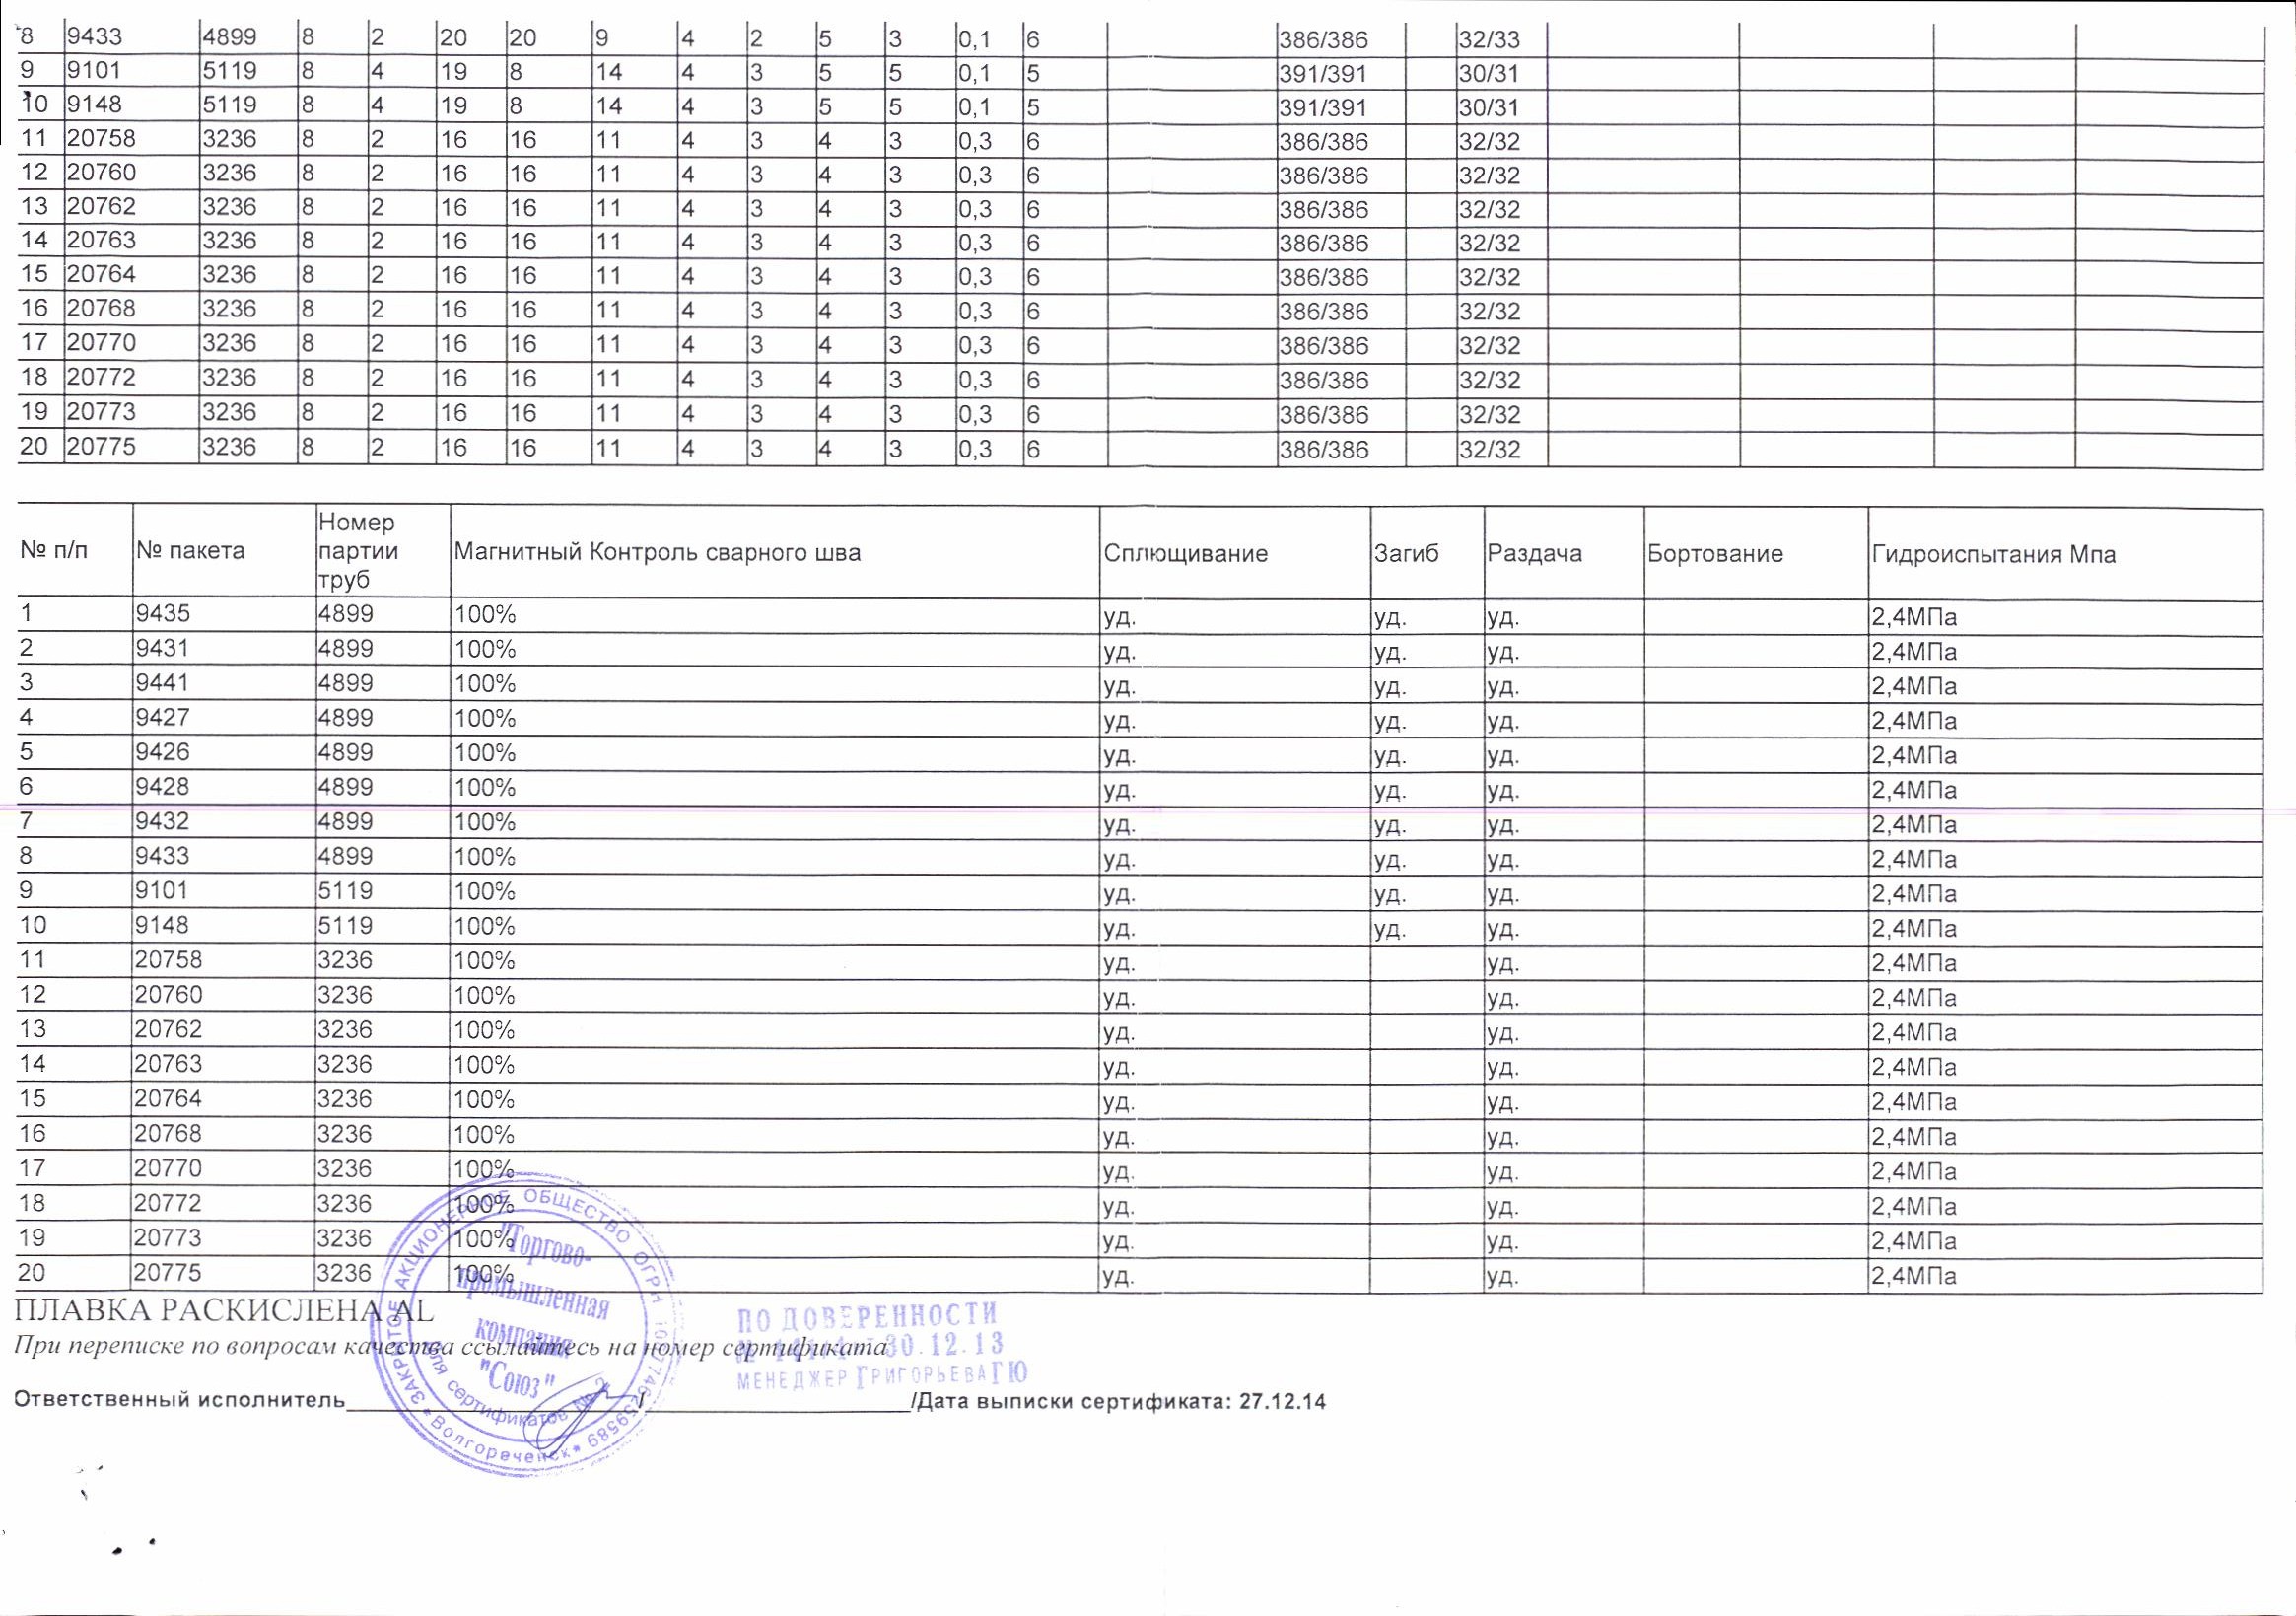 8 9433 4899 8 2 20 20 9 4 2 5 3 0,1 6 386/386 32/33
9 9101 5119 8 4 19 8 14 4 3 5 5 0,1 5 391/391 30/31
10 9148 5119 8 4 19 8 14 4 3 5 5 0,1 5 391/391 30/31
11 20758 3236 8 2 16 16 11 4 3 4 3 0,3 6 386/386 32/32
12 20760 3236 8 2 16 16 11 4 3 4 3 0,3 6 386/386 32/32
13 20762 3236 8 2 16 16 11 4 3 4 3 0,3 6 386/386 32/32
14 20763 3236 8 2 16 16 11 4 3 4 3 0,3 6 386/386 32/32
15 20764 3236 8 2 16 16 11 4 3 4 3 0,3 6 386/386 32/32
16 20768 3236 8 2 16 16 11 4 3 4 3 0,3 6 386/386 32/32
17 20770 3236 8 2 16 16 11 4 3 4 3 0,3 6 386/386 32/32
18 20772 3236 8 2 16 16 11 4 3 4 3 0,3 6 386/386 32/32
19 20773 3236 8 2 16 16 11 4 3 4 3 0,3 6 386/386 32/32
20 20775 3236 8 2 16 16 11 4 3 4 3 0,3 6 386/386 32/32
№ п/п № пакета Номер партии труб Магнитный Контроль сварного шва Сплющивание Загиб Раздача Бортование Гидроиспытания Мпа
1 9435 4899 100% уд. уд. уд. 2,4МПа
2 9431 4899 100% уд. уд. уд. 2,4МПа
3 9441 4899 100% уд. уд. уд. 2,4МПа
4 9427 4899 100% уд. уд. уд. 2,4МПа
5 9426 4899 100% уд. уд. уд. 2,4МПа
6 9428 4899 100% уд. уд. уд. 2,4МПа
7 9432 4899 100% уд. уд. уд. 2,4МПа
8 9433 4899 100% уд. уд. уд. 2,4МПа
9 9101 5119 100% уд. уд. уд. 2,4МПа
10 9148 5119 100% уд. уд. уд. 2,4МПа
11 20758 3236 100% уд. уд. 2,4МПа
12 20760 3236 100% уд. уд. 2,4МПа
13 20762 3236 100% уд. уд. 2,4МПа
14 20763 3236 100% уд. уд. 2,4МПа
15 20764 3236 100% уд. уд. 2,4МПа
16 20768 3236 100% уд. уд. 2,4МПа
17 20770 3236 100% уд. уд. 2,4МПа
18 20772 3236 100% уд. уд. 2,4МПа
19 20773 3236 100% уд. уд. 2,4МПа
20 20775 3236 100% уд. уд. 2,4МПа
ПЛАВКА РАСКИСЛЕНА AL
При переписке по вопросам качества ссылайтесь на номер сертификата
Ответственный исполнитель / /Дата выписки сертификата: 27.12.14
ЗАКРЫТОЕ АКЦИОНЕРНОЕ ОБЩЕСТВО ОГРН
* Волгореченск *
"Торгово-
промышленная
компания
"Союз"
для сертификатов № 2
ПО ДОВЕРЕННОСТИ
30.12.13
МЕНЕДЖЕР ГРИГОРЬЕВА Г Ю